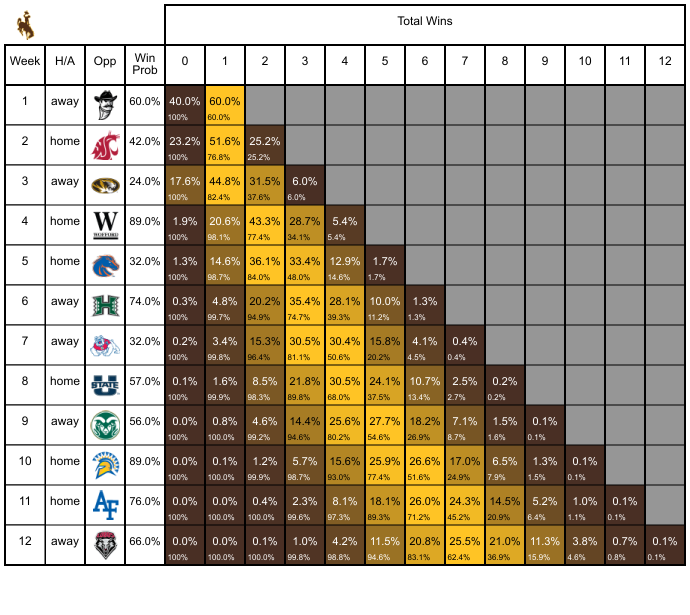 Total Wins
Week H/A Opp Win Prob 0 1 2 3 4 5 6 7 8 9 10 11 12
1 away 60.0% 40.0% 60.0%
100% 60.0%
2 home 42.0% 23.2% 51.6% 25.2%
100% 76.8% 25.2%
3 away 24.0% 17.6% 44.8% 31.5% 6.0%
100% 82.4% 37.6% 6.0%
4 home W 89.0% 1.9% 20.6% 43.3% 28.7% 5.4%
WOFFORD 100% 98.1% 77.4% 34.1% 5.4%
5 home 32.0% 1.3% 14.6% 36.1% 33.4% 12.9% 1.7%
100% 98.7% 84.0% 48.0% 14.6% 1.7%
6 away H 74.0% 0.3% 4.8% 20.2% 35.4% 28.1% 10.0% 1.3%
100% 99.7% 94.9% 74.7% 39.3% 11.2% 1.3%
7 away 32.0% 0.2% 3.4% 15.3% 30.5% 30.4% 15.8% 4.1% 0.4%
100% 99.8% 96.4% 81.1% 50.6% 20.2% 4.5% 0.4%
8 home U STATE 57.0% 0.1% 1.6% 8.5% 21.8% 30.5% 24.1% 10.7% 2.5% 0.2%
100% 99.9% 98.3% 89.8% 68.0% 37.5% 13.4% 2.7% 0.2%
9 away 56.0% 0.0% 0.8% 4.6% 14.4% 25.6% 27.7% 18.2% 7.1% 1.5% 0.1%
100% 100.0% 99.2% 94.6% 80.2% 54.6% 26.9% 8.7% 1.6% 0.1%
10 home 89.0% 0.0% 0.1% 1.2% 5.7% 15.6% 25.9% 26.6% 17.0% 6.5% 1.3% 0.1%
100% 100.0% 99.9% 98.7% 93.0% 77.4% 51.6% 24.9% 7.9% 1.5% 0.1%
11 home AF 76.0% 0.0% 0.0% 0.4% 2.3% 8.1% 18.1% 26.0% 24.3% 14.5% 5.2% 1.0% 0.1%
100% 100.0% 100.0% 99.6% 97.3% 89.3% 71.2% 45.2% 20.9% 6.4% 1.1% 0.1%
12 away 66.0% 0.0% 0.0% 0.1% 1.0% 4.2% 11.5% 20.8% 25.5% 21.0% 11.3% 3.8% 0.7% 0.1%
100% 100.0% 100.0% 99.8% 98.8% 94.6% 83.1% 62.4% 36.9% 15.9% 4.6% 0.8% 0.1%